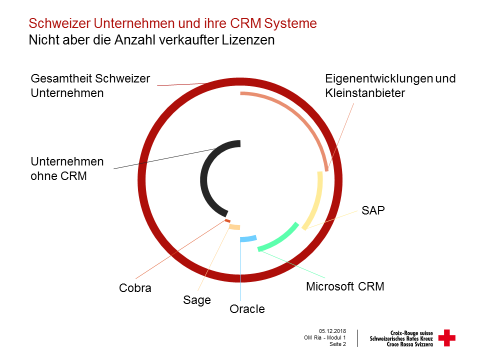 Schweizer Unternehmen und ihre CRM Systeme
Nicht aber die Anzahl verkaufter Lizenzen
Gesamtheit Schweizer
Unternehmen
Eigenentwicklungen und
Kleinstanbieter
Unternehmen
ohne CRM
SAP
Cobra
Sage
Oracle
Microsoft CRM
05.12.2018
OM Ria - Modul 1
Seite 2
Croix-Rouge suisse
Schweizerisches Rotes Kreuz
Croce Rossa Svizzera